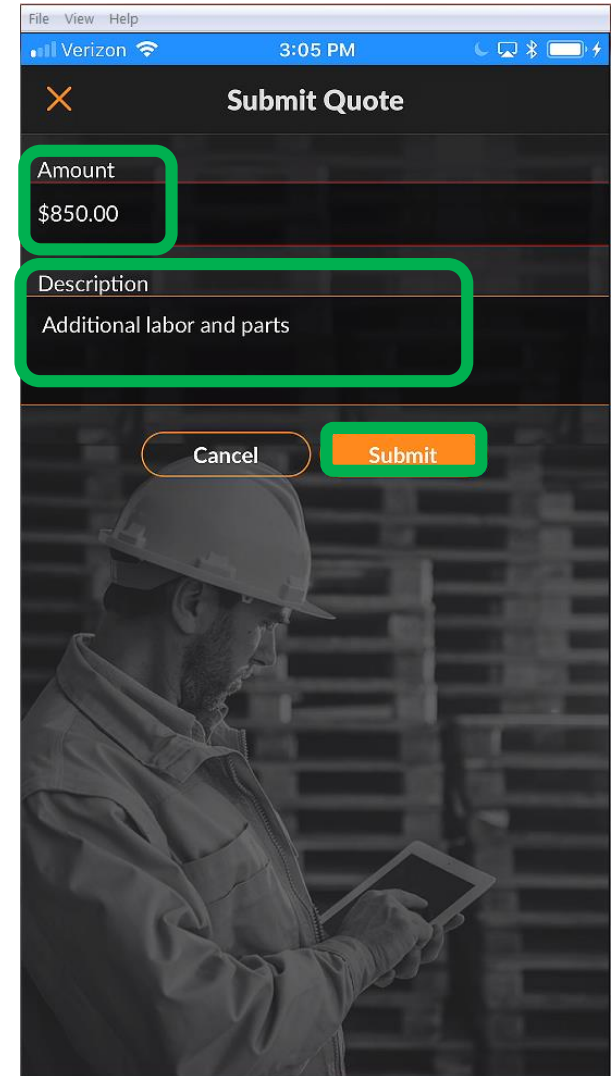 File View Help
Verizon 3:05 PM
Submit Quote
Amount
$850.00
Description
Additional labor and parts
Cancel Submit